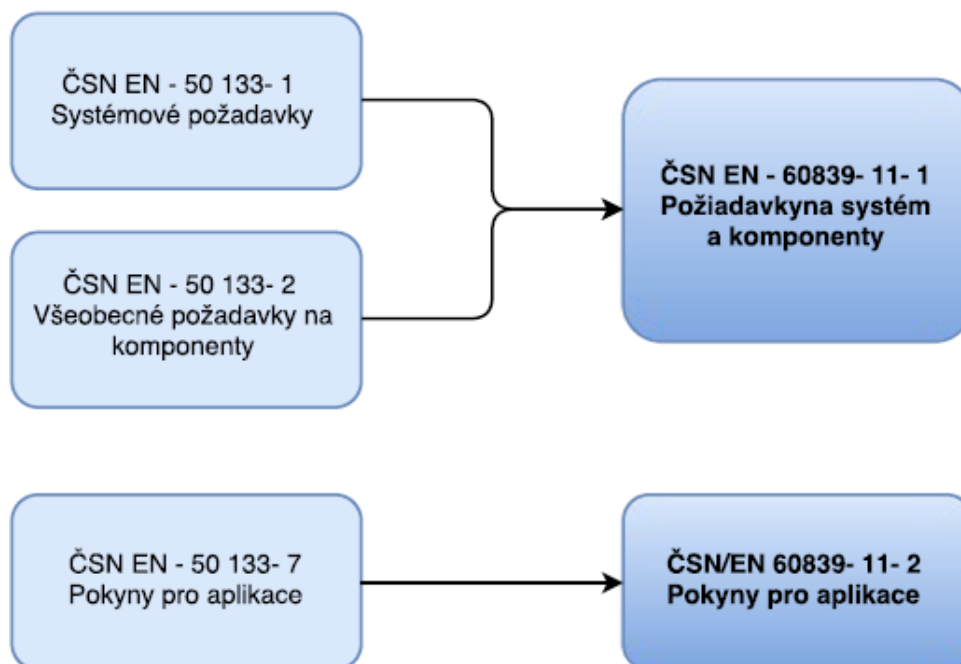 ČSN EN - 50 133- 1
Systémové požadavky
ČSN EN - 50 133- 2
Všeobecné požadavky na
komponenty
ČSN EN - 60839- 11- 1
Požiadavkyna systém
a komponenty
ČSN EN - 50 133- 7
Pokyny pro aplikace
ČSN/EN 60839- 11- 2
Pokyny pro aplikace